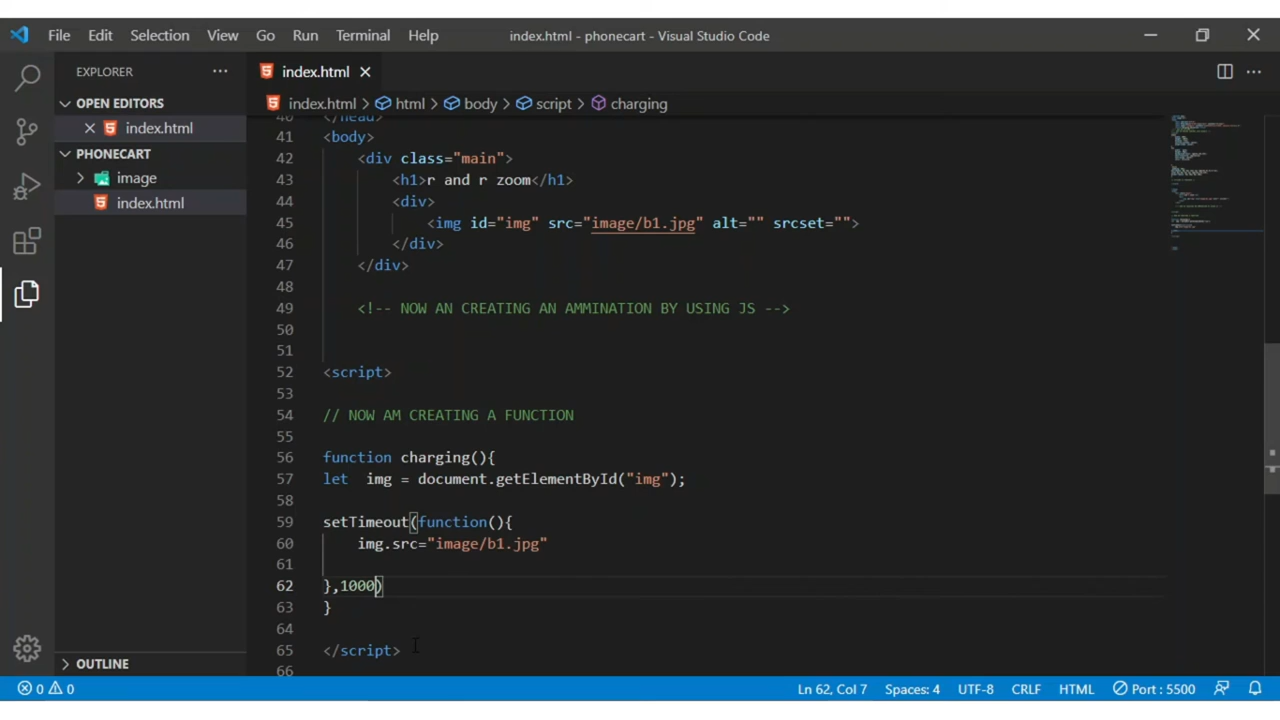 File Edit Selection View Go Run Terminal Help index.html - phonecart - Visual Studio Code
EXPLORER ... index.html
OPEN EDITORS
index.html
PHONECART
image
index.html
OUTLINE
index.html > html > body > script > charging
40 </head>
41 <body>
42 <div class="main">
43 <h1>r and r zoom</h1>
44 <div>
45 <img id="img" src="image/b1.jpg" alt="" srcset="">
46 </div>
47 </div>
48
49 <!-- NOW AN CREATING AN AMMINATION BY USING JS -->
50
51
52 <script>
53
54 // NOW AM CREATING A FUNCTION
55
56 function charging(){
57 let  img = document.getElementById("img");
58
59 setTimeout(function(){
60 img.src="image/b1.jpg"
61
62 },1000)
63 }
64
65 </script>
66
0 0 Ln 62, Col 7 Spaces: 4 UTF-8 CRLF HTML Port : 5500